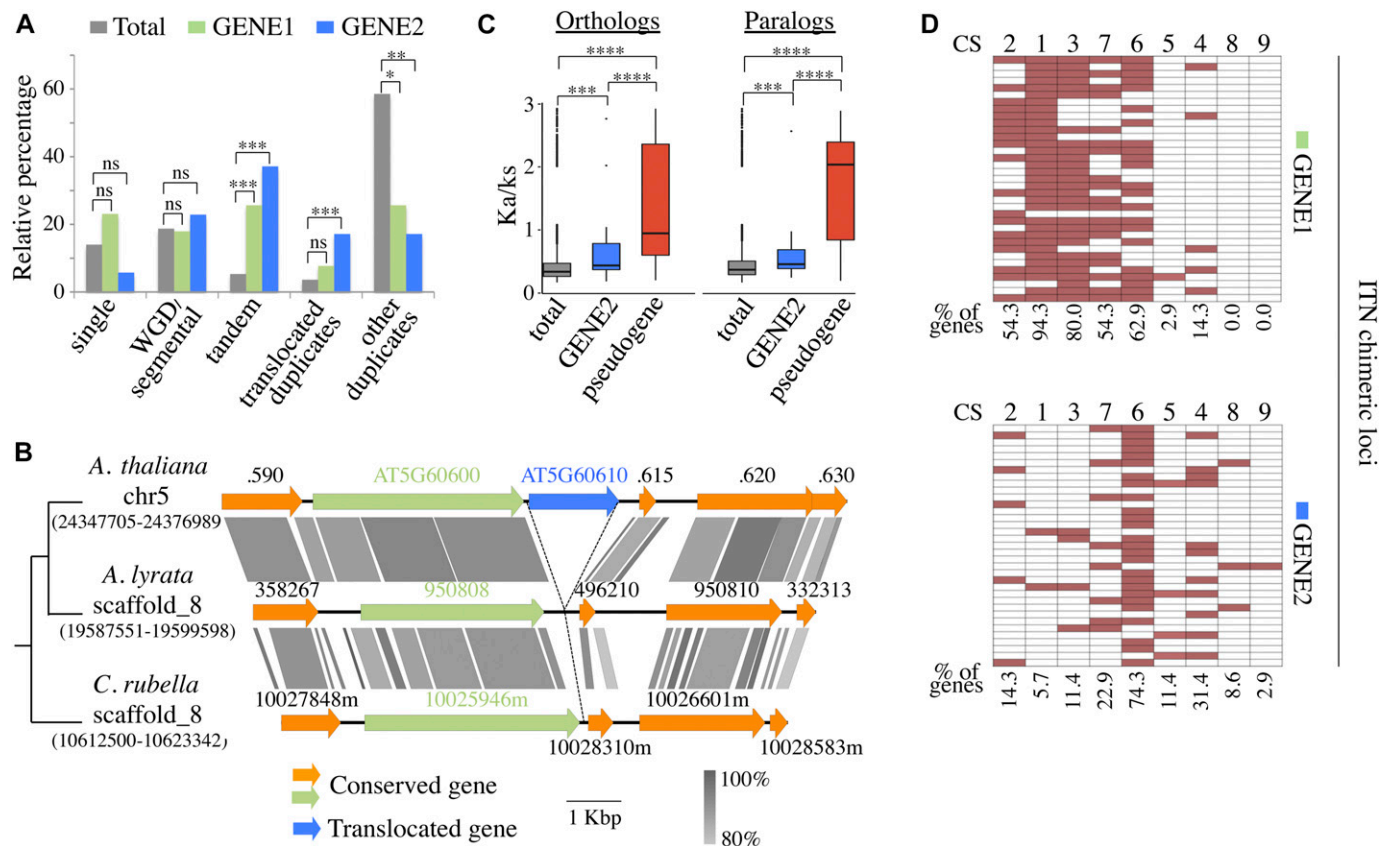 A
Total GENE1 GENE2
Relative percentage
60
40
20
0
ns
ns
ns
ns
***
***
***
ns
**
*
single
WGD/
segmental
tandem
translocated
duplicates
other
duplicates
C
Orthologs Paralogs
****
***
****
****
***
****
Ka/ks
3
2
1
0
total
GENE2
pseudogene
total
GENE2
pseudogene
B
A. thaliana
chr5
(24347705-24376989
.590 AT5G60600 AT5G60610 .615 .620 .630
A. lyrata
scaffold_8
(19587551-19599598)
358267 950808 496210 950810 332313
C. rubella
scaffold_8
(10612500-10623342)
10027848m 10025946m 10026601m
10028310m 10028583m
Conserved gene
Translocated gene
1 Kbp
100%
80%
D
CS 2 1 3 7 6 5 4 8 9
GENE1
% of
genes
54.3 94.3 80.0 54.3 62.9 2.9 14.3 0.0 0.0
CS 2 1 3 7 6 5 4 8 9
GENE2
% of
genes
14.3 5.7 11.4 22.9 74.3 11.4 31.4 8.6 2.9
ITN chimeric loci